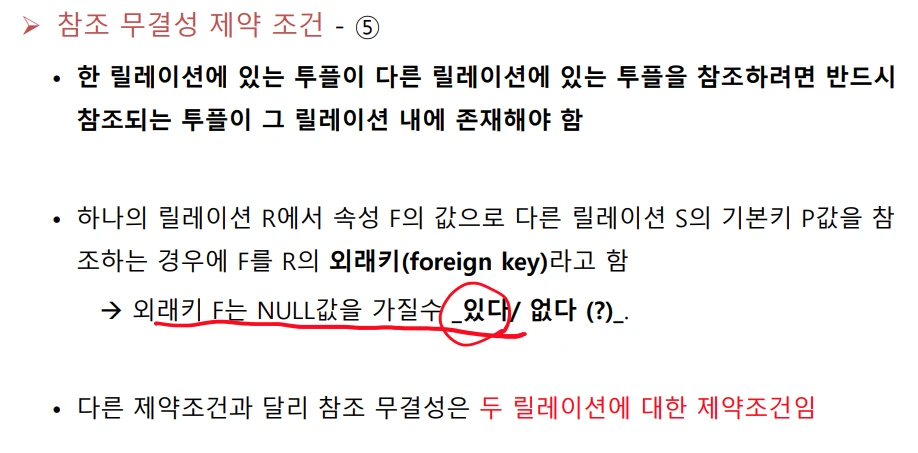 ➢ 참조 무결성 제약 조건 - ⑤
• 한 릴레이션에 있는 투플이 다른 릴레이션에 있는 투플을 참조하려면 반드시
참조되는 투플이 그 릴레이션 내에 존재해야 함
• 하나의 릴레이션 R에서 속성 F의 값으로 다른 릴레이션 S의 기본키 P값을 참
조하는 경우에 F를 R의 외래키(foreign key)라고 함
→ 외래키 F는 NULL값을 가질수 _있다/ 없다 (?)_.
• 다른 제약조건과 달리 참조 무결성은 두 릴레이션에 대한 제약조건임